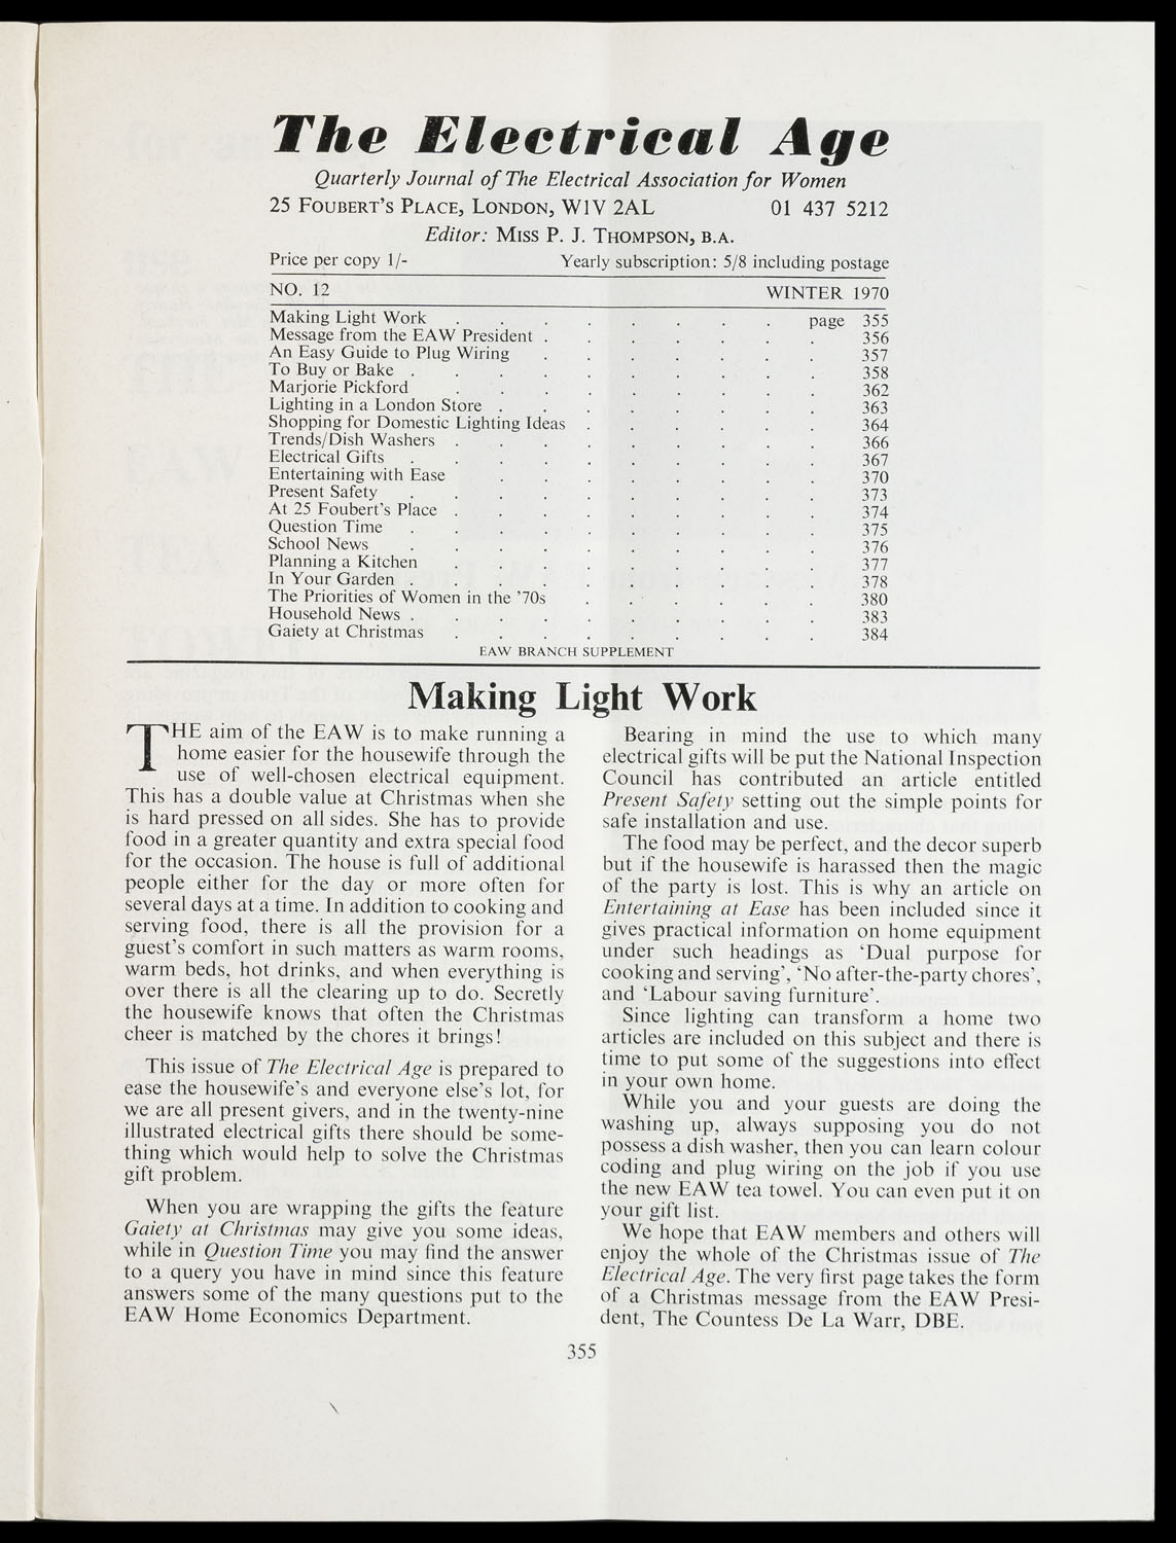 The Electrical Age
Quarterly Journal of The Electrical Association for Women
25 FOUBERT'S PLACE, LONDON, W1V 2AL 01 437 5212
Editor: MISS P. J. THOMPSON, B.A.
Price per copy 1/- Yearly subscription: 5/8 including postage
NO. 12 WINTER 1970
Making Light Work . . . . . . . . page 355
Message from the EAW President . . . . . . . 356
An Easy Guide to Plug Wiring . . . . . . . 357
To Buy or Bake . . . . . . . . . . 358
Marjorie Pickford . . . . . . . . . 362
Lighting in a London Store . . . . . . . . 363
Shopping for Domestic Lighting Ideas . . . . . . 364
Trends/Dish Washers . . . . . . . . . 366
Electrical Gifts . . . . . . . . . . 367
Entertaining with Ease . . . . . . . . 370
Present Safety . . . . . . . . . . 373
At 25 Foubert's Place . . . . . . . . . 374
Question Time . . . . . . . . . . 375
School News . . . . . . . . . . 376
Planning a Kitchen . . . . . . . . . 377
In Your Garden . . . . . . . . . . 378
The Priorities of Women in the '70s . . . . . . 380
Household News . . . . . . . . . . 383
Gaiety at Christmas . . . . . . . . . 384
EAW BRANCH SUPPLEMENT
Making Light Work
THE aim of the EAW is to make running a
home easier for the housewife through the
use of well-chosen electrical equipment.
This has a double value at Christmas when she
is hard pressed on all sides. She has to provide
food in a greater quantity and extra special food
for the occasion. The house is full of additional
people either for the day or more often for
several days at a time. In addition to cooking and
serving food, there is all the provision for a
guest's comfort in such matters as warm rooms,
warm beds, hot drinks, and when everything is
over there is all the clearing up to do. Secretly
the housewife knows that often the Christmas
cheer is matched by the chores it brings!
This issue of The Electrical Age is prepared to
ease the housewife's and everyone else's lot, for
we are all present givers, and in the twenty-nine
illustrated electrical gifts there should be some-
thing which would help to solve the Christmas
gift problem.
When you are wrapping the gifts the feature
Gaiety at Christmas may give you some ideas,
while in Question Time you may find the answer
to a query you have in mind since this feature
answers some of the many questions put to the
EAW Home Economics Department.
Bearing in mind the use to which many
electrical gifts will be put the National Inspection
Council has contributed an article entitled
Present Safety setting out the simple points for
safe installation and use.
The food may be perfect, and the decor superb
but if the housewife is harassed then the magic
of the party is lost. This is why an article on
Entertaining at Ease has been included since it
gives practical information on home equipment
under such headings as 'Dual purpose for
cooking and serving', 'No after-the-party chores',
and 'Labour saving furniture'.
Since lighting can transform a home two
articles are included on this subject and there is
time to put some of the suggestions into effect
in your own home.
While you and your guests are doing the
washing up, always supposing you do not
possess a dish washer, then you can learn colour
coding and plug wiring on the job if you use
the new EAW tea towel. You can even put it on
your gift list.
We hope that EAW members and others will
enjoy the whole of the Christmas issue of The
Electrical Age. The very first page takes the form
of a Christmas message from the EAW Presi-
dent, The Countess De La Warr, DBE.
355